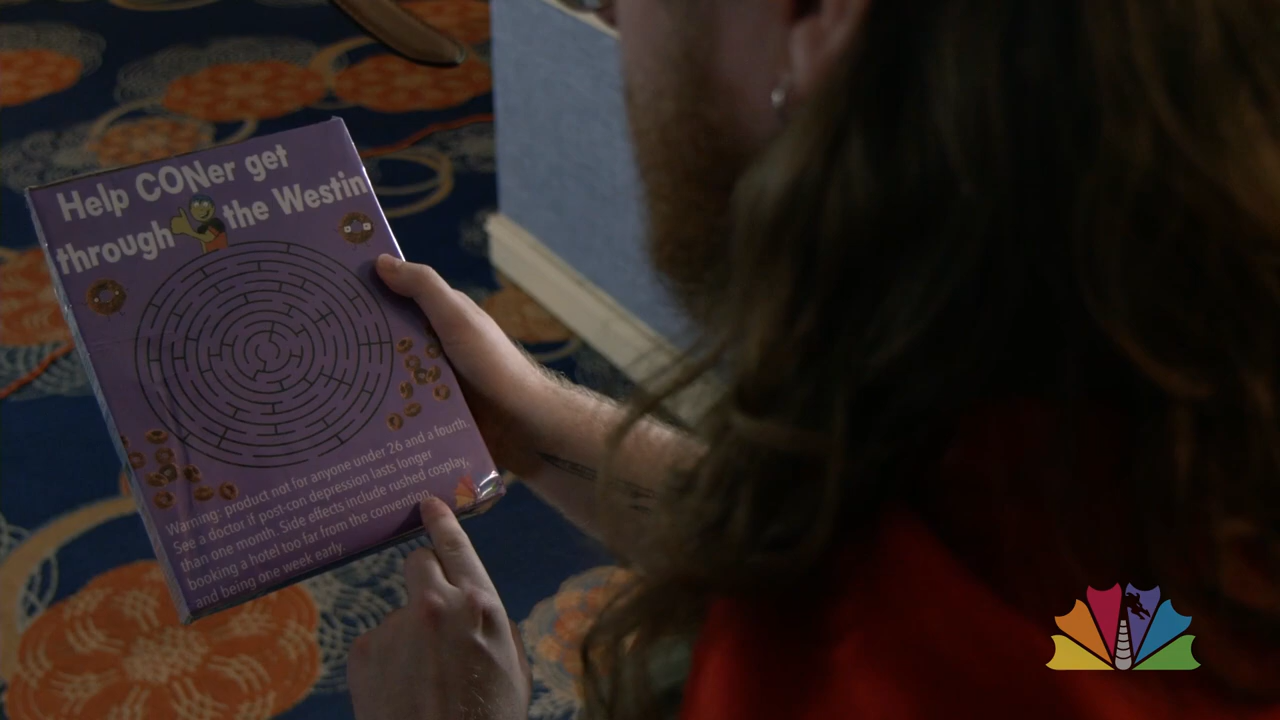 Help CONer get
through the Westin
Warning: product not for anyone under 26 and a fourth.
See a doctor if post-con depression lasts longer
than one month. Side effects include rushed cosplay,
booking a hotel too far from the convention,
and being one week early.